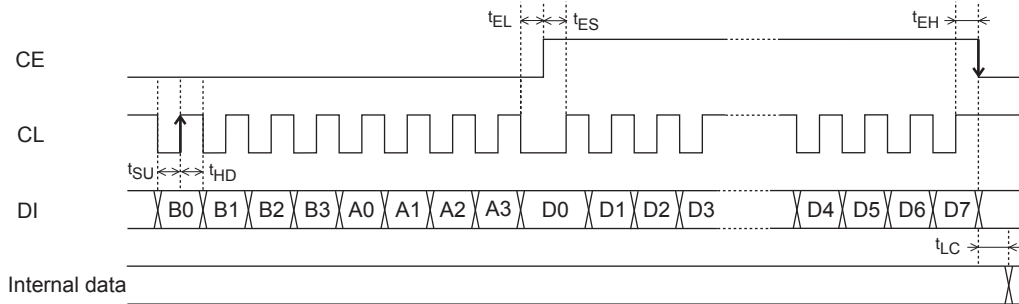 tEL tES tEH
CE
CL
tSU tHD
DI B0 B1 B2 B3 A0 A1 A2 A3 D0 D1 D2 D3 D4 D5 D6 D7
tLC
Internal data